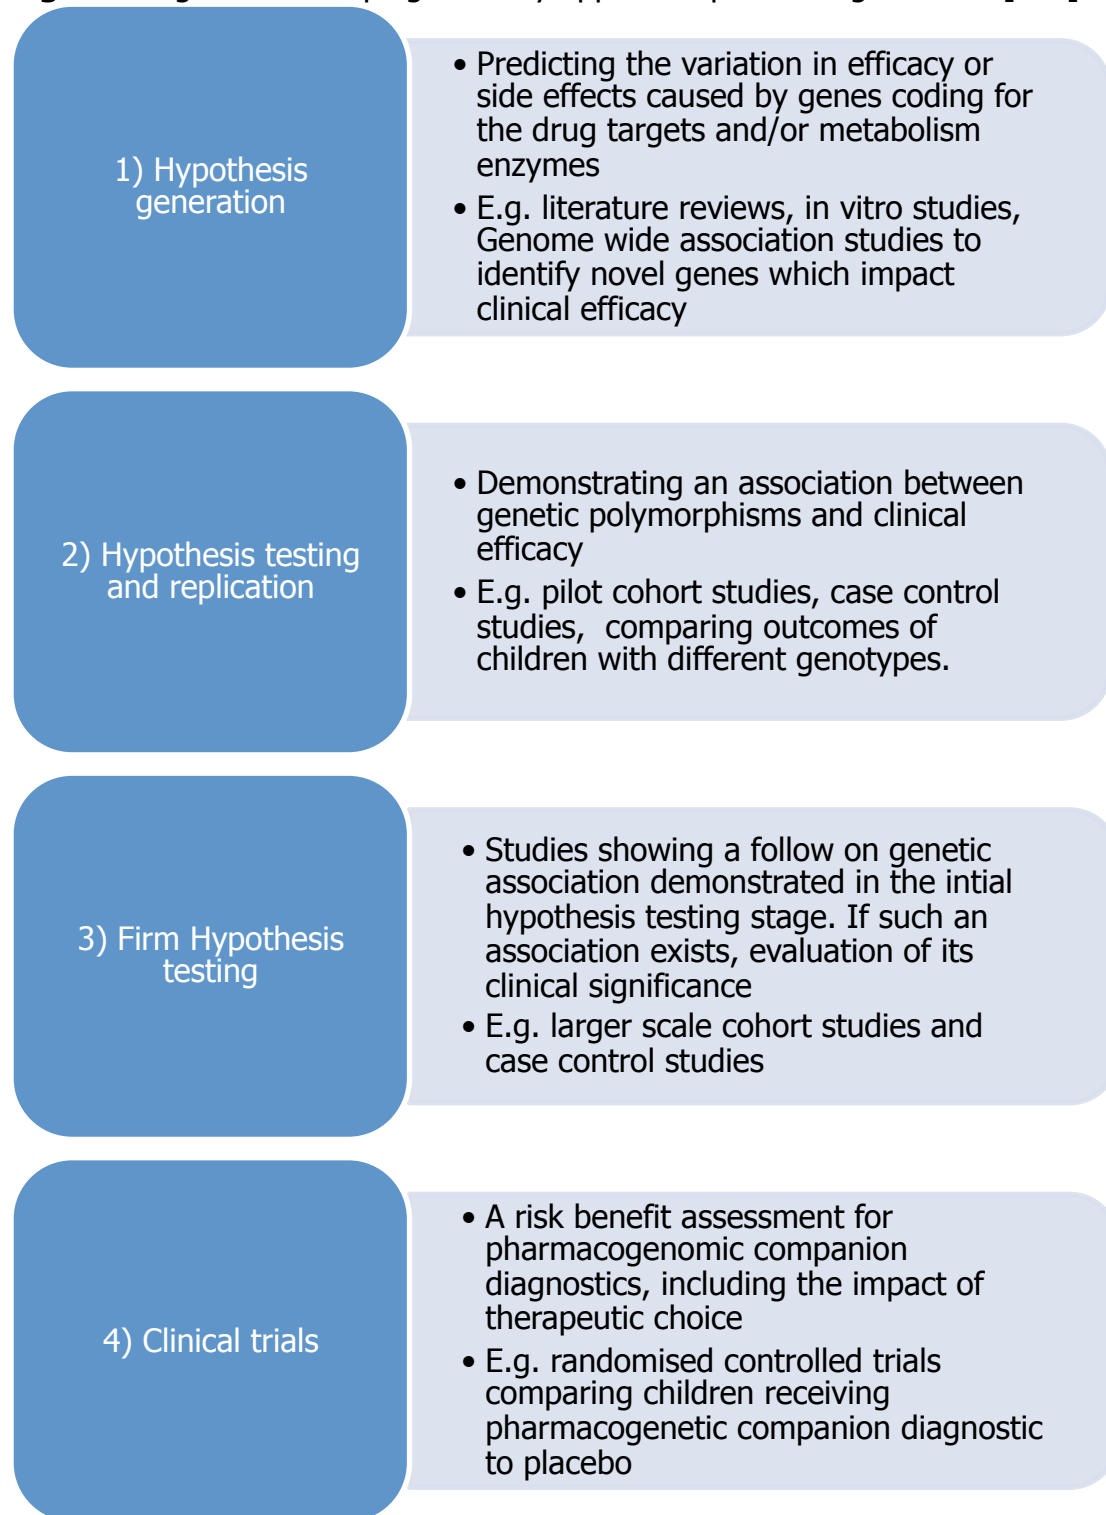 1) Hypothesis
generation
• Predicting the variation in efficacy or
side effects caused by genes coding for
the drug targets and/or metabolism
enzymes
• E.g. literature reviews, in vitro studies,
Genome wide association studies to
identify novel genes which impact
clinical efficacy
2) Hypothesis testing
and replication
• Demonstrating an association between
genetic polymorphisms and clinical
efficacy
• E.g. pilot cohort studies, case control
studies,  comparing outcomes of
children with different genotypes.
3) Firm Hypothesis
testing
• Studies showing a follow on genetic
association demonstrated in the intial
hypothesis testing stage. If such an
association exists, evaluation of its
clinical significance
• E.g. larger scale cohort studies and
case control studies
4) Clinical trials
• A risk benefit assessment for
pharmacogenomic companion
diagnostics, including the impact of
therapeutic choice
• E.g. randomised controlled trials
comparing children receiving
pharmacogenetic companion diagnostic
to placebo